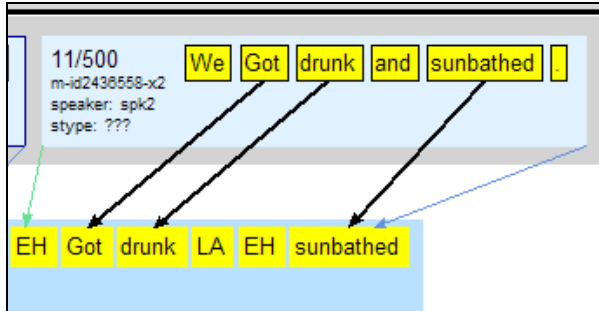 11/500 We Got drunk and sunbathed .
m-id2436558-x2
speaker: spk2
stype: ???
EH Got drunk LA EH sunbathed